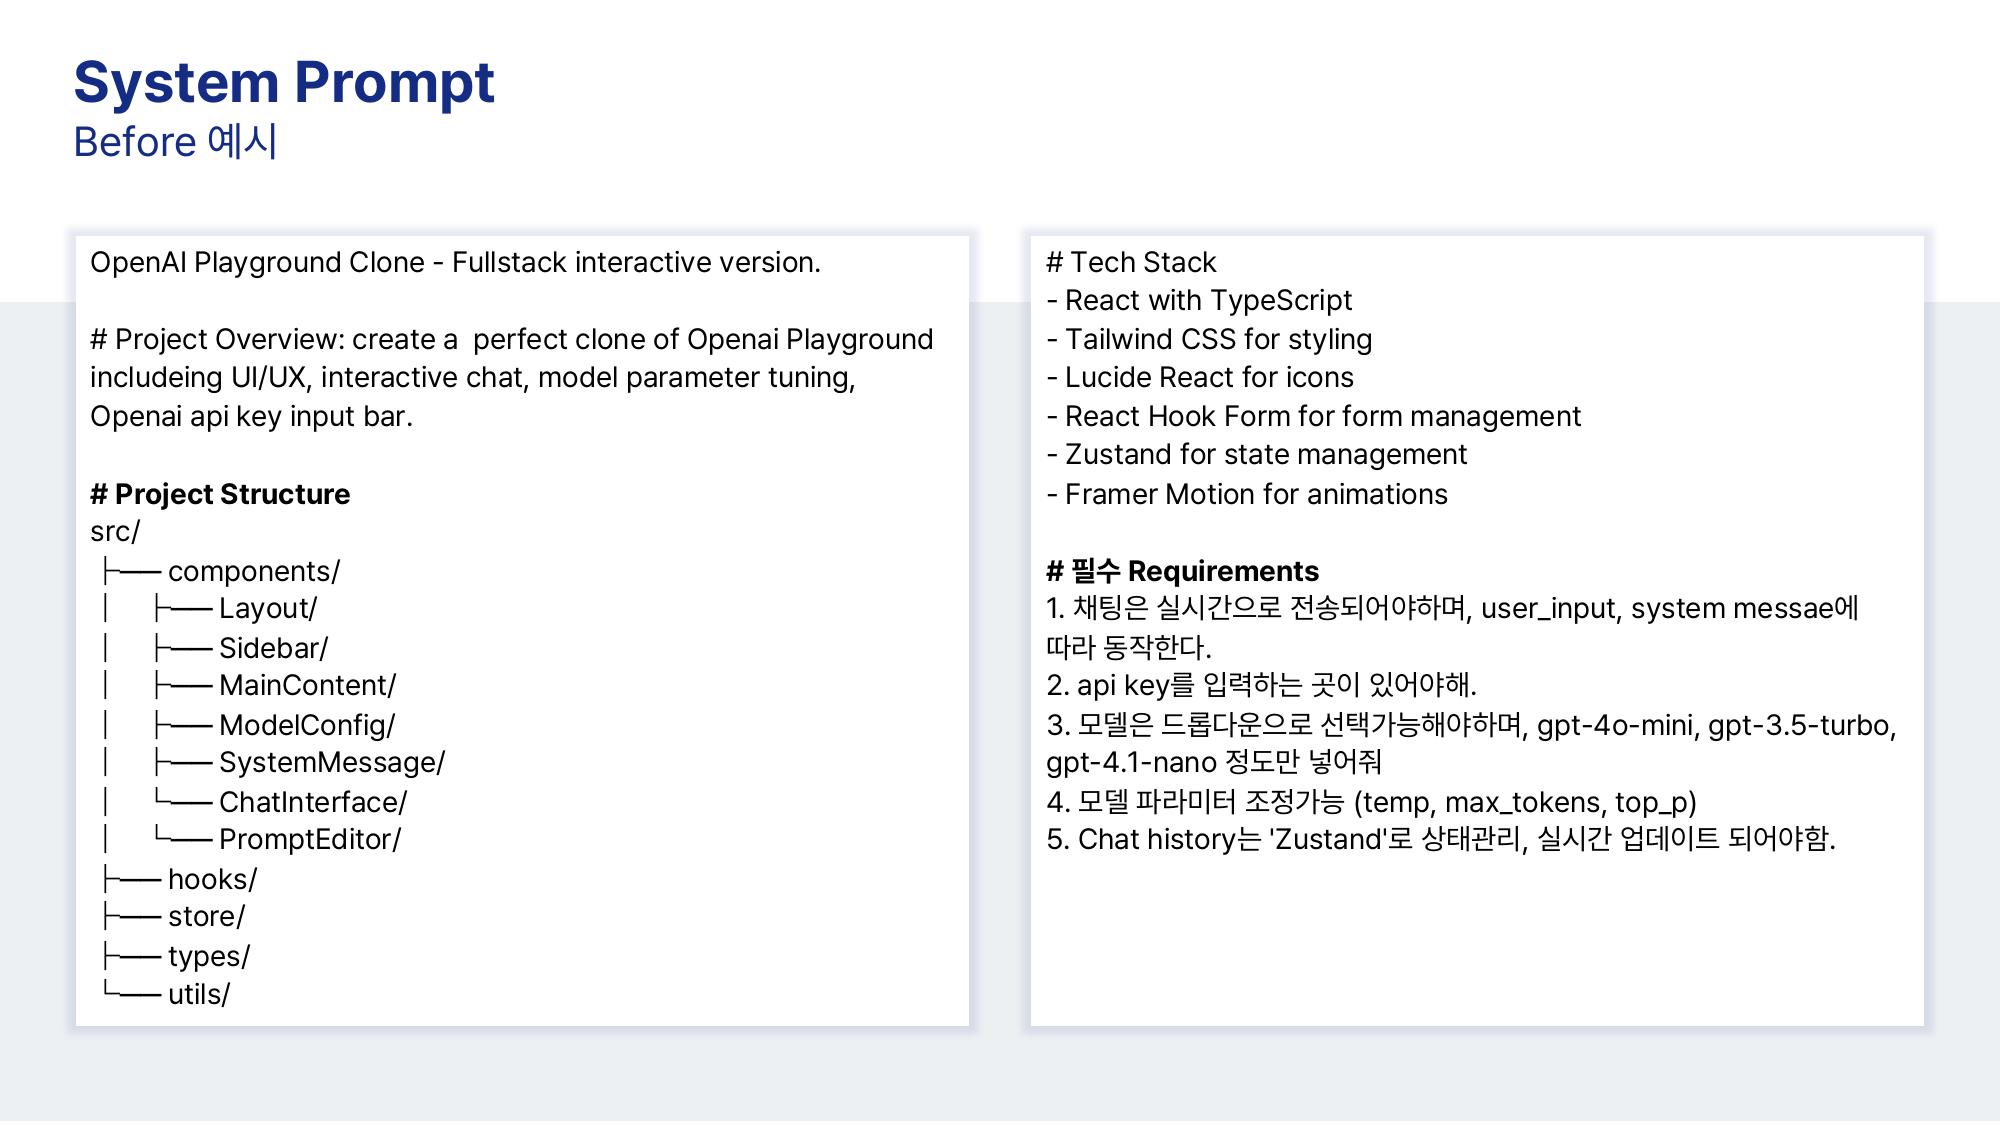 System Prompt
Before 예시
OpenAI Playground Clone - Fullstack interactive version.
# Project Overview: create a  perfect clone of Openai Playground
includeing UI/UX, interactive chat, model parameter tuning,
Openai api key input bar.
# Project Structure
src/
├── components/
│   ├── Layout/
│   ├── Sidebar/
│   ├── MainContent/
│   ├── ModelConfig/
│   ├── SystemMessage/
│   └── ChatInterface/
│   └── PromptEditor/
├── hooks/
├── store/
├── types/
└── utils/
# Tech Stack
- React with TypeScript
- Tailwind CSS for styling
- Lucide React for icons
- React Hook Form for form management
- Zustand for state management
- Framer Motion for animations
# 필수 Requirements
1. 채팅은 실시간으로 전송되어야하며, user_input, system messae에
따라 동작한다.
2. api key를 입력하는 곳이 있어야해.
3. 모델은 드롭다운으로 선택가능해야하며, gpt-4o-mini, gpt-3.5-turbo,
gpt-4.1-nano 정도만 넣어줘
4. 모델 파라미터 조정가능 (temp, max_tokens, top_p)
5. Chat history는 'Zustand'로 상태관리, 실시간 업데이트 되어야함.